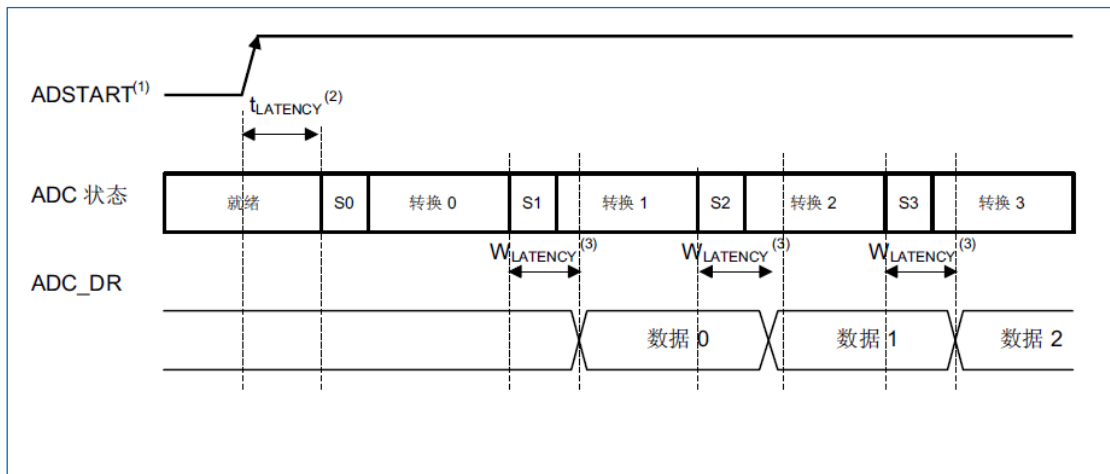 ADSTART(1)
tLATENCY(2)
ADC 状态
就绪 S0 转换 0 S1 转换 1 S2 转换 2 S3 转换 3
WLATENCY(3) WLATENCY(3) WLATENCY(3)
ADC_DR
数据 0 数据 1 数据 2